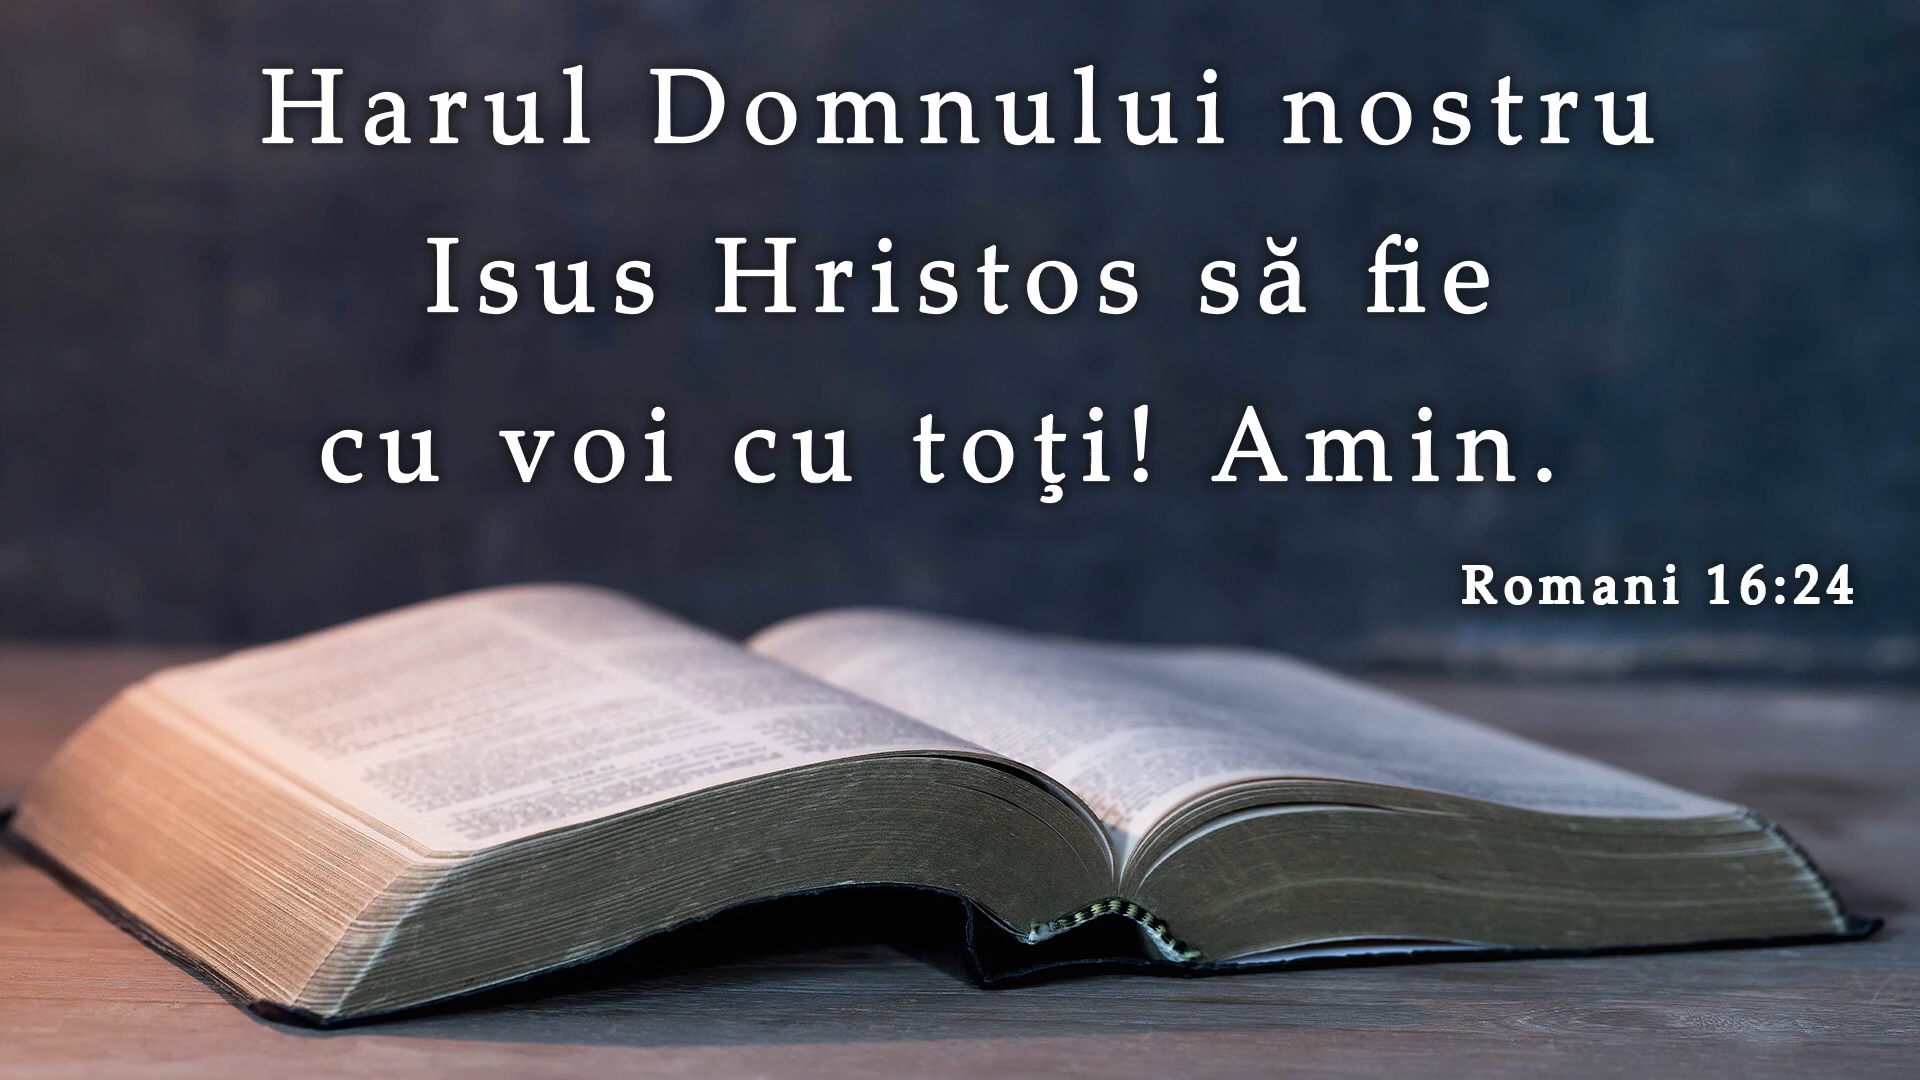 Harul Domnului nostru
Isus Hristos să fie
cu voi cu toţi! Amin.
Romani 16:24